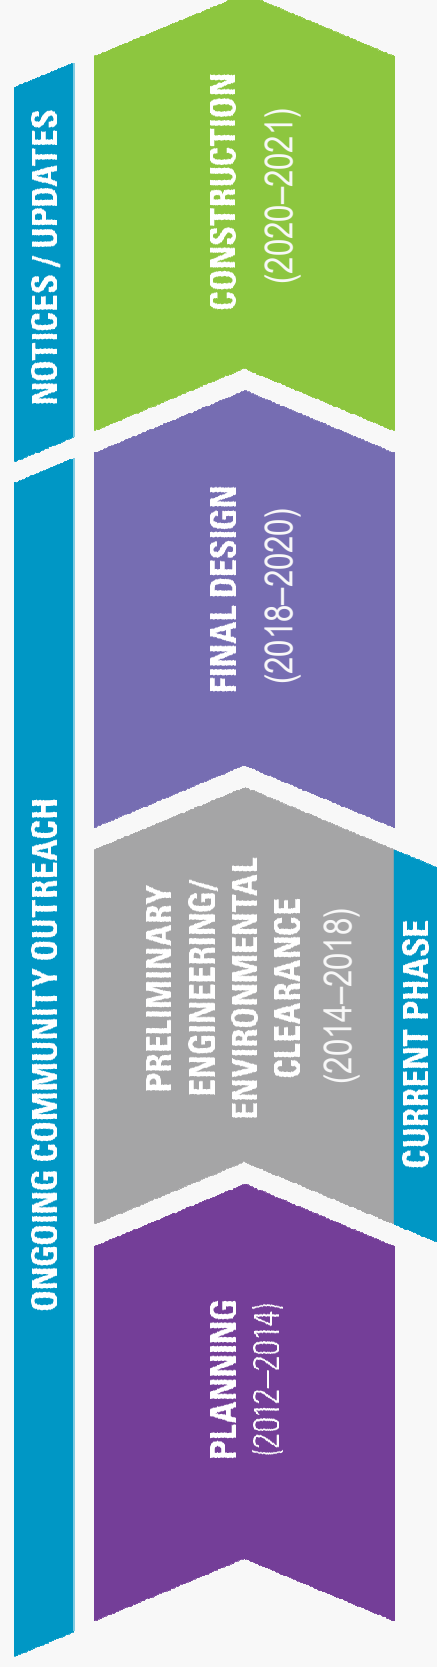 ONGOING COMMUNITY OUTREACH
NOTICES / UPDATES
PLANNING
(2012–2014)
PRELIMINARY
ENGINEERING/
ENVIRONMENTAL
CLEARANCE
(2014–2018)
FINAL DESIGN
(2018–2020)
CONSTRUCTION
(2020–2021)
CURRENT PHASE